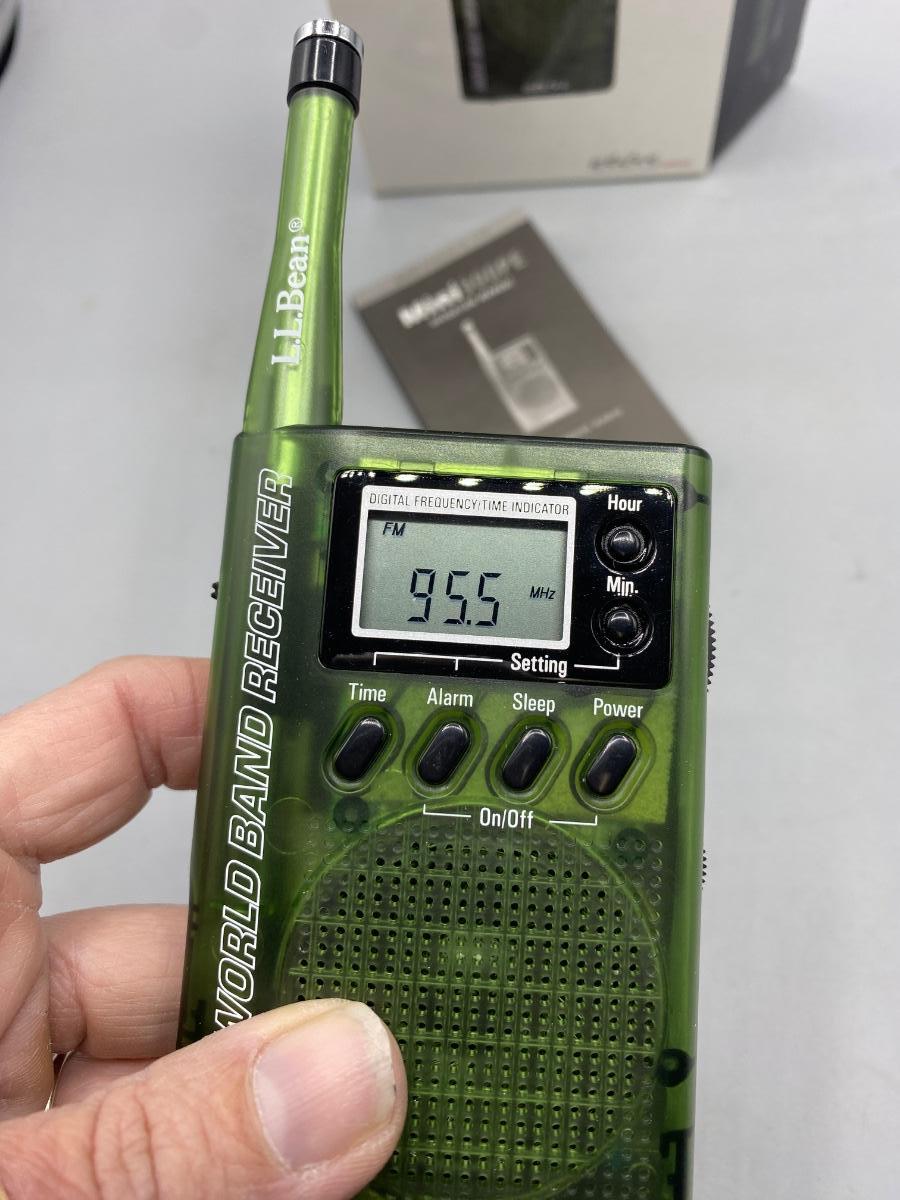 L.L.Bean®
Mini
WORLD BAND RECEIVER
DIGITAL FREQUENCY/TIME INDICATOR
FM
95.5 MHz
Hour
Min.
Setting
Time Alarm Sleep Power
On/Off